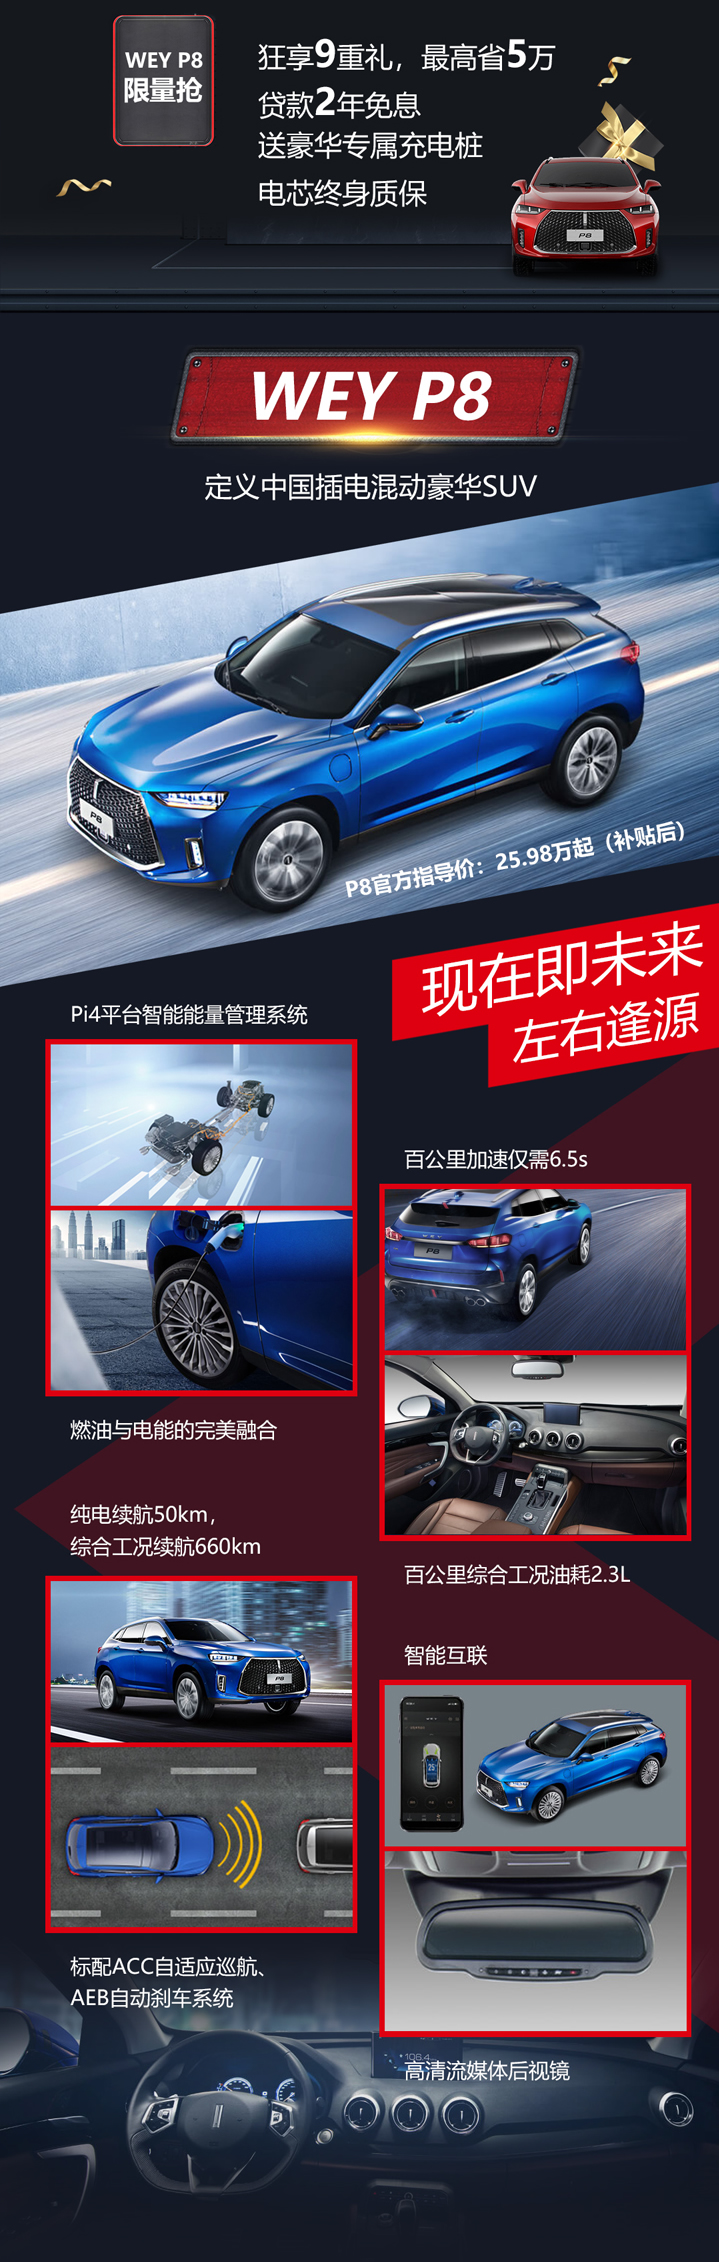 WEY P8
限量抢
狂享9重礼，最高省5万
贷款2年免息
送豪华专属充电桩
电芯终身质保
P8
WEY P8
定义中国插电混动豪华SUV
P8
P8官方指导价：25.98万起（补贴后）
现在即未来
左右逢源
Pi4平台智能能量管理系统
燃油与电能的完美融合
百公里加速仅需6.5s
WEY
P8
百公里综合工况油耗2.3L
纯电续航50km，
综合工况续航660km
P8
标配ACC自适应巡航、
AEB自动刹车系统
智能互联
高清流媒体后视镜